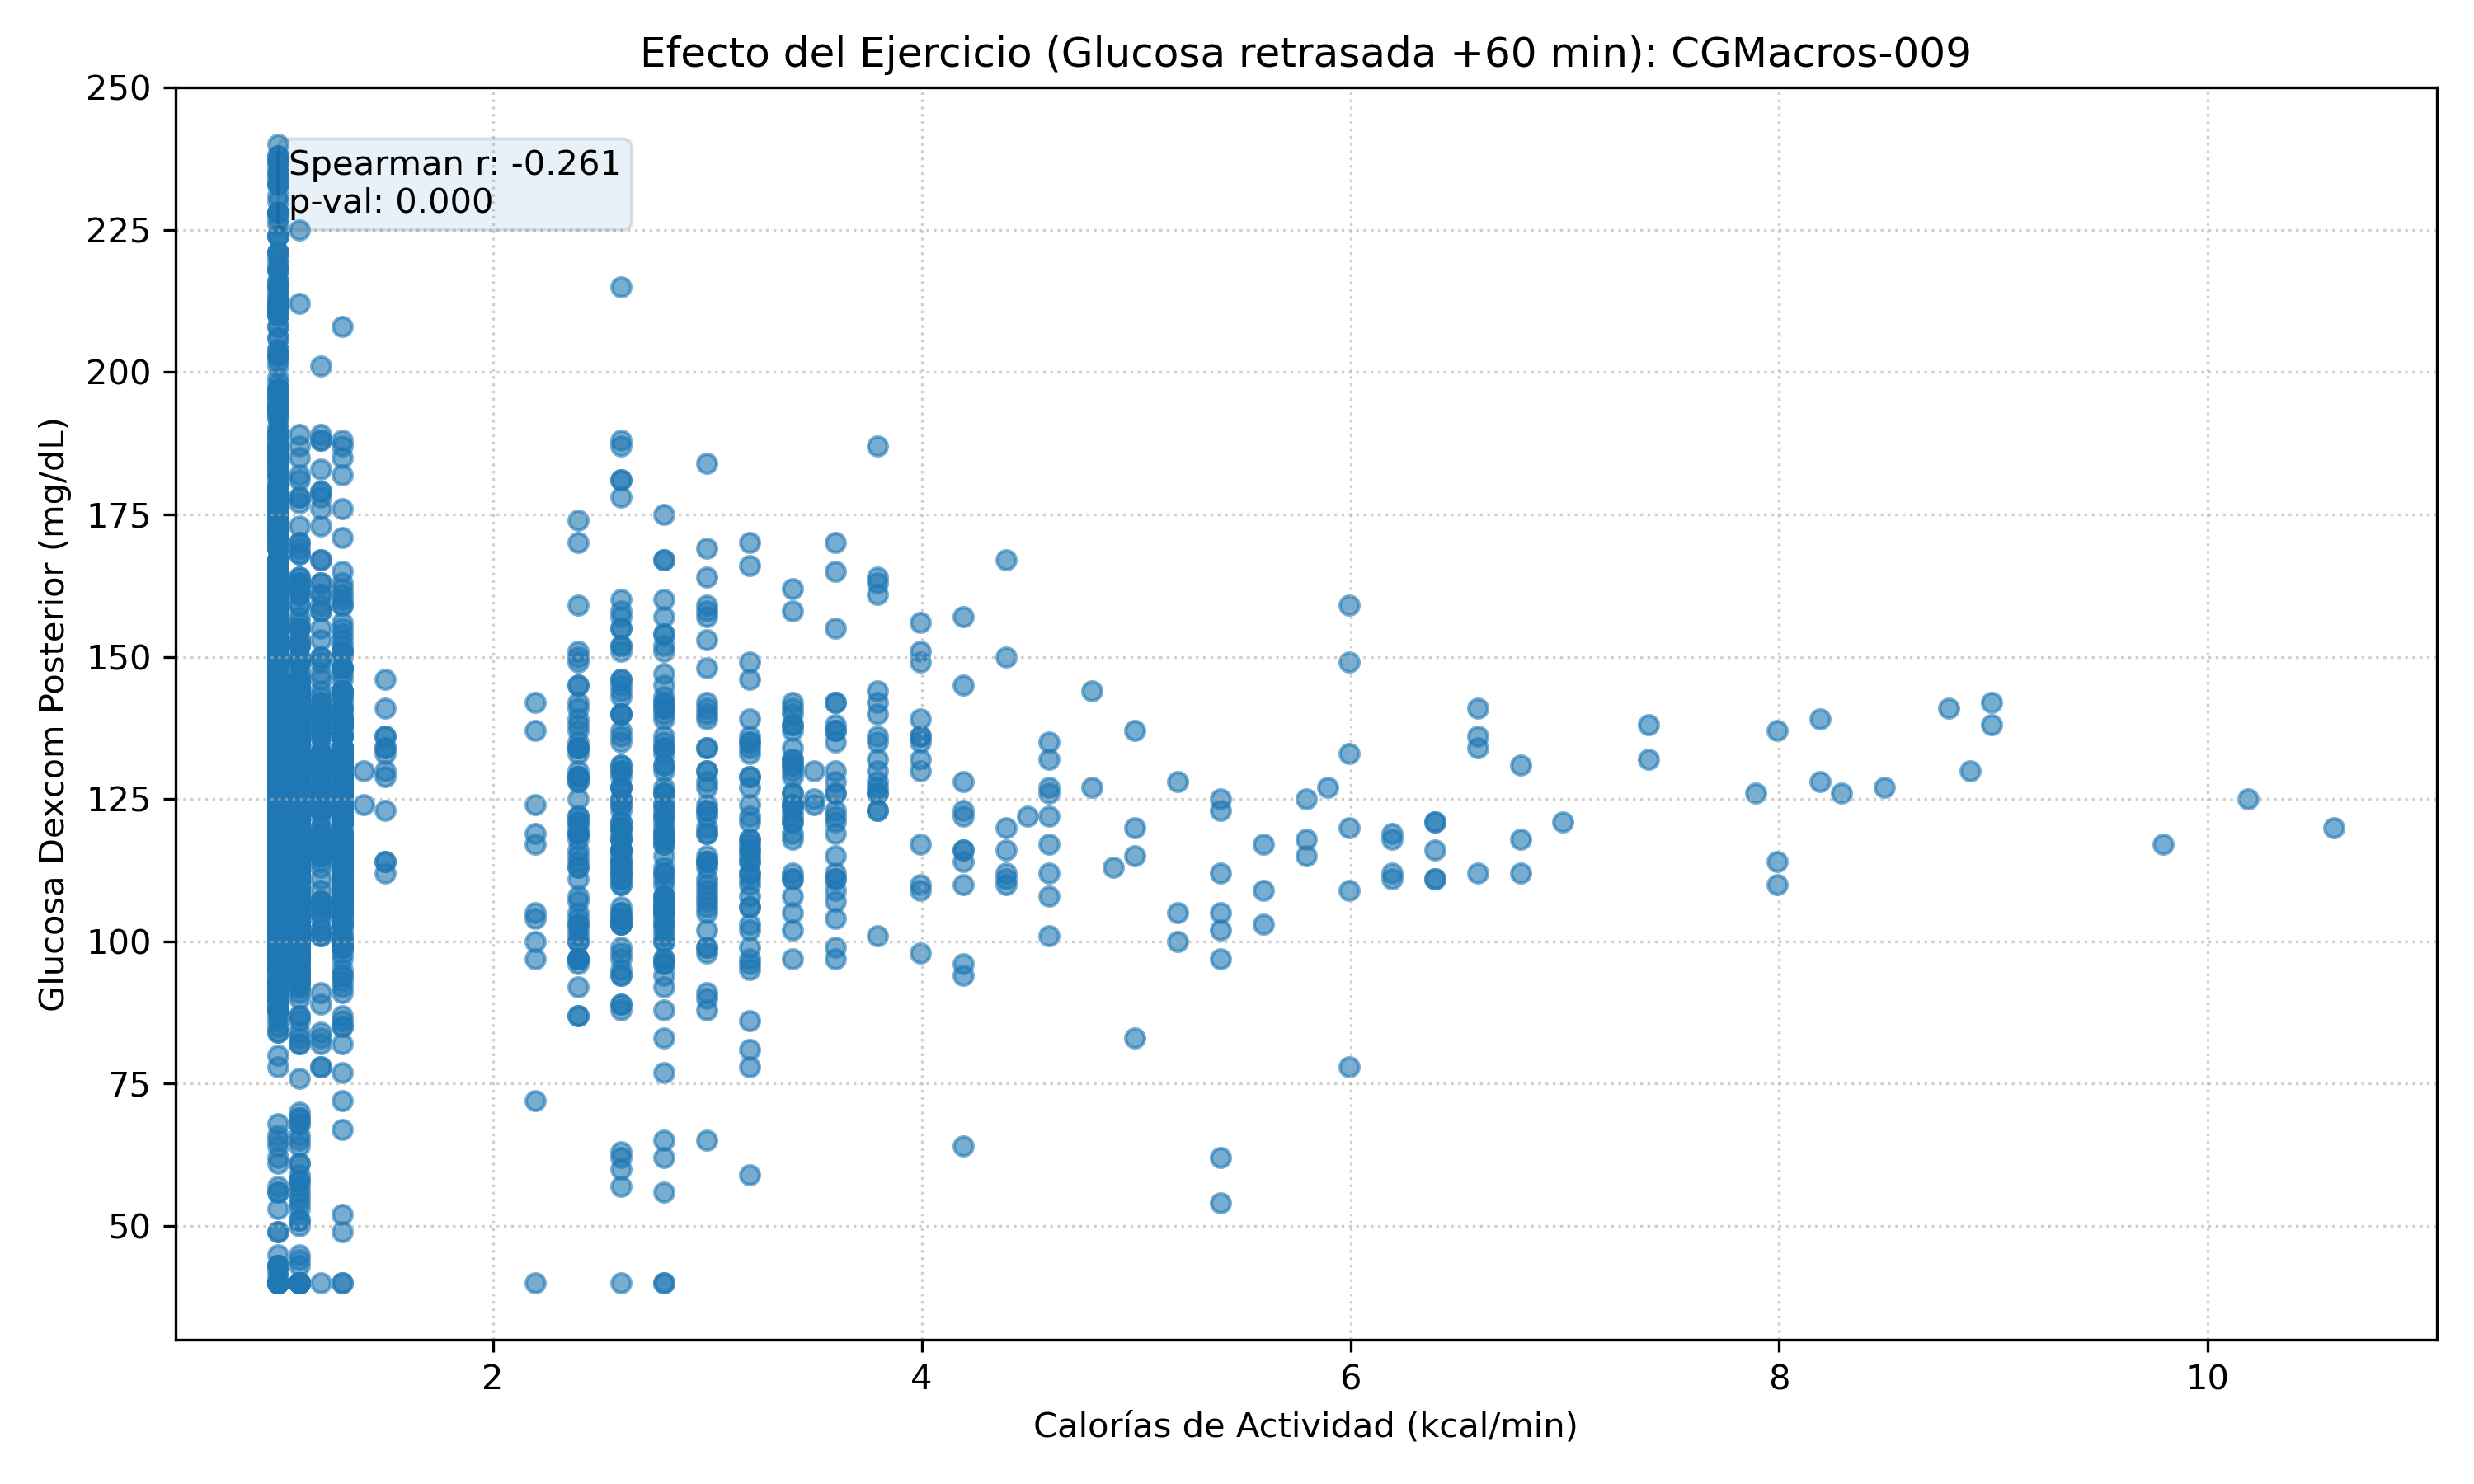 Efecto del Ejercicio (Glucosa retrasada +60 min): CGMacros-009
Spearman r: -0.261
p-val: 0.000
Glucosa Dexcom Posterior (mg/dL)
250
225
200
175
150
125
100
75
50
2
4
6
8
10
Calorías de Actividad (kcal/min)